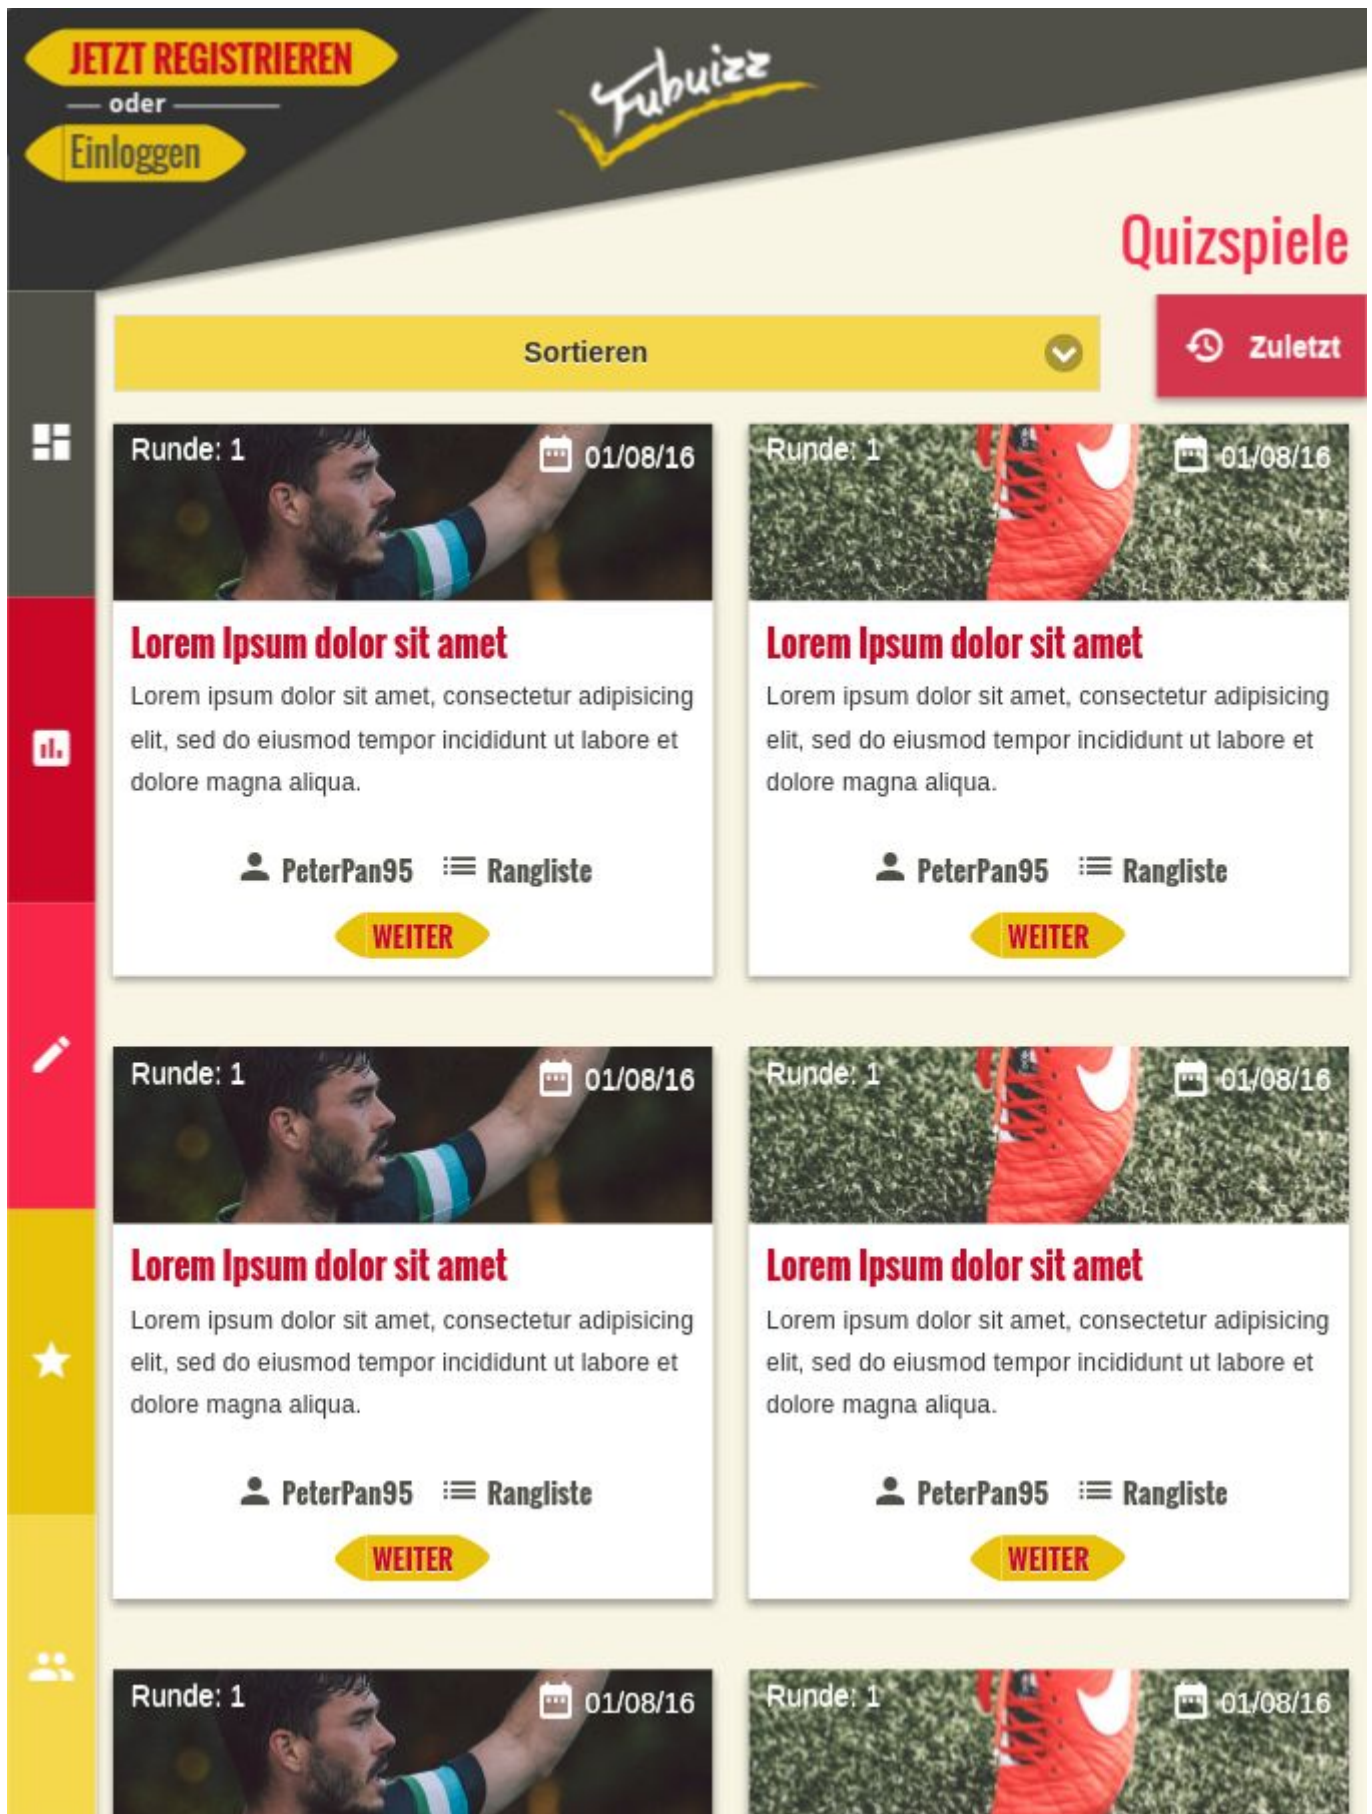 JETZT REGISTRIEREN
oder
Einloggen
Fubuizz
Quizspiele
Sortieren
Zuletzt
Runde: 1
01/08/16
Lorem Ipsum dolor sit amet
Lorem ipsum dolor sit amet, consectetur adipisicing
elit, sed do eiusmod tempor incididunt ut labore et
dolore magna aliqua.
PeterPan95 Rangliste
WEITER
Runde: 1
01/08/16
Lorem Ipsum dolor sit amet
Lorem ipsum dolor sit amet, consectetur adipisicing
elit, sed do eiusmod tempor incididunt ut labore et
dolore magna aliqua.
PeterPan95 Rangliste
WEITER
Runde: 1
01/08/16
Lorem Ipsum dolor sit amet
Lorem ipsum dolor sit amet, consectetur adipisicing
elit, sed do eiusmod tempor incididunt ut labore et
dolore magna aliqua.
PeterPan95 Rangliste
WEITER
Runde: 1
01/08/16
Lorem Ipsum dolor sit amet
Lorem ipsum dolor sit amet, consectetur adipisicing
elit, sed do eiusmod tempor incididunt ut labore et
dolore magna aliqua.
PeterPan95 Rangliste
WEITER
Runde: 1
01/08/16
Runde: 1
01/08/16